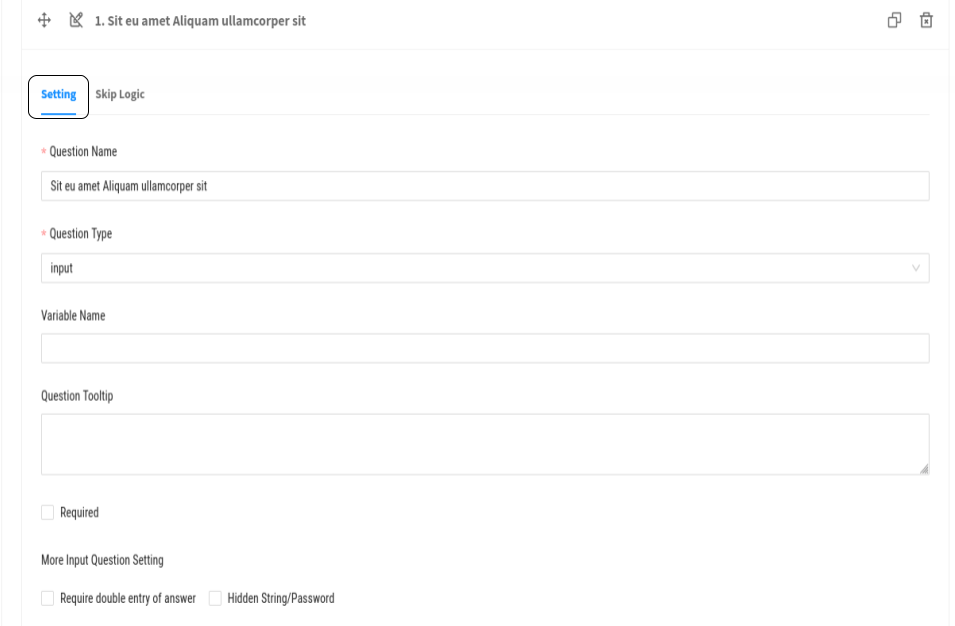 1. Sit eu amet Aliquam ullamcorper sit
Setting Skip Logic
* Question Name
Sit eu amet Aliquam ullamcorper sit
* Question Type
input
Variable Name
Question Tooltip
Required
More Input Question Setting
Require double entry of answer Hidden String/Password